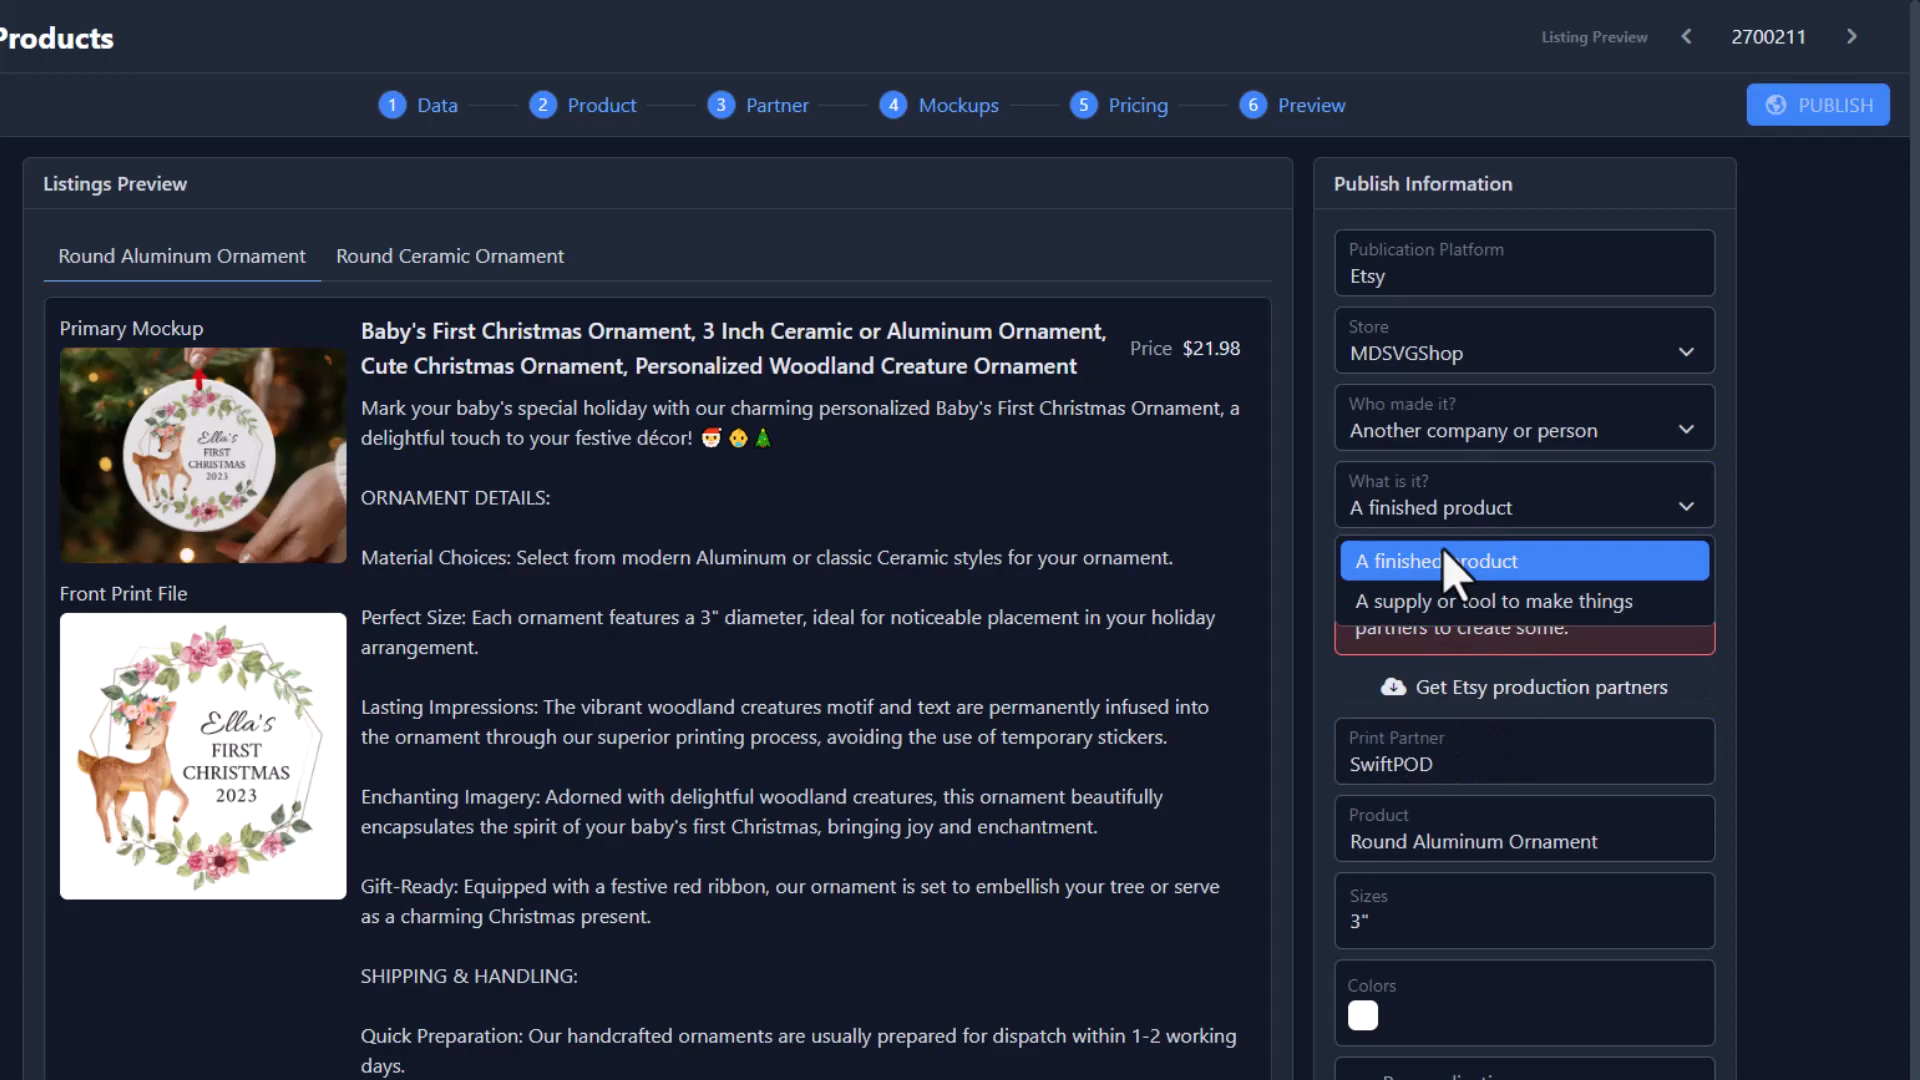 Products
Listing Preview
2700211
1 Data
2 Product
3 Partner
4 Mockups
5 Pricing
6 Preview
PUBLISH
Listings Preview
Round Aluminum Ornament
Round Ceramic Ornament
Primary Mockup
Ella's
FIRST
CHRISTMAS
2023
Front Print File
Ella's
FIRST
CHRISTMAS
2023
Baby's First Christmas Ornament, 3 Inch Ceramic or Aluminum Ornament,
Cute Christmas Ornament, Personalized Woodland Creature Ornament
Price $21.98
Mark your baby's special holiday with our charming personalized Baby's First Christmas Ornament, a
delightful touch to your festive décor! 🎅 👶 🎄
ORNAMENT DETAILS:
Material Choices: Select from modern Aluminum or classic Ceramic styles for your ornament.
Perfect Size: Each ornament features a 3" diameter, ideal for noticeable placement in your holiday
arrangement.
Lasting Impressions: The vibrant woodland creatures motif and text are permanently infused into
the ornament through our superior printing process, avoiding the use of temporary stickers.
Enchanting Imagery: Adorned with delightful woodland creatures, this ornament beautifully
encapsulates the spirit of your baby's first Christmas, bringing joy and enchantment.
Gift-Ready: Equipped with a festive red ribbon, our ornament is set to embellish your tree or serve
as a charming Christmas present.
SHIPPING & HANDLING:
Quick Preparation: Our handcrafted ornaments are usually prepared for dispatch within 1-2 working
days.
Publish Information
Publication Platform
Etsy
Store
MDSVGShop
Who made it?
Another company or person
What is it?
A finished product
A finished product
A supply or tool to make things
partners to create some.
Get Etsy production partners
Print Partner
SwiftPOD
Product
Round Aluminum Ornament
Sizes
3"
Colors